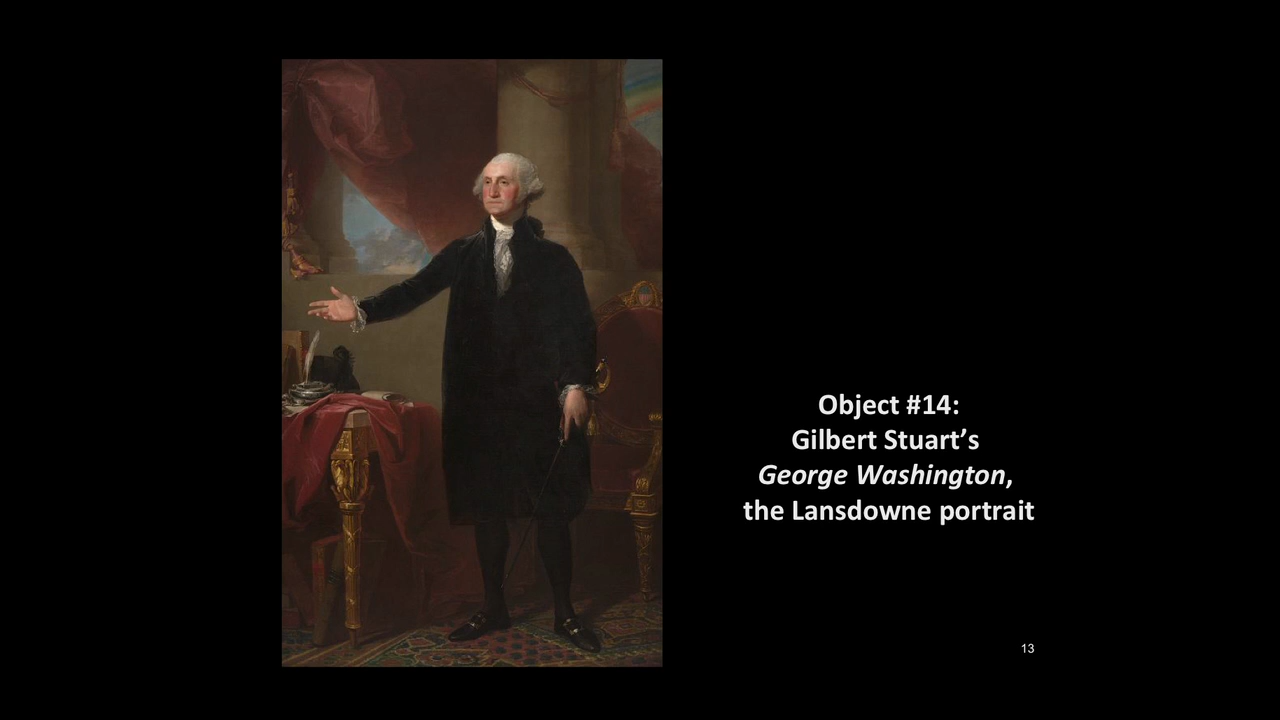 Object #14:
Gilbert Stuart’s
George Washington,
the Lansdowne portrait
13